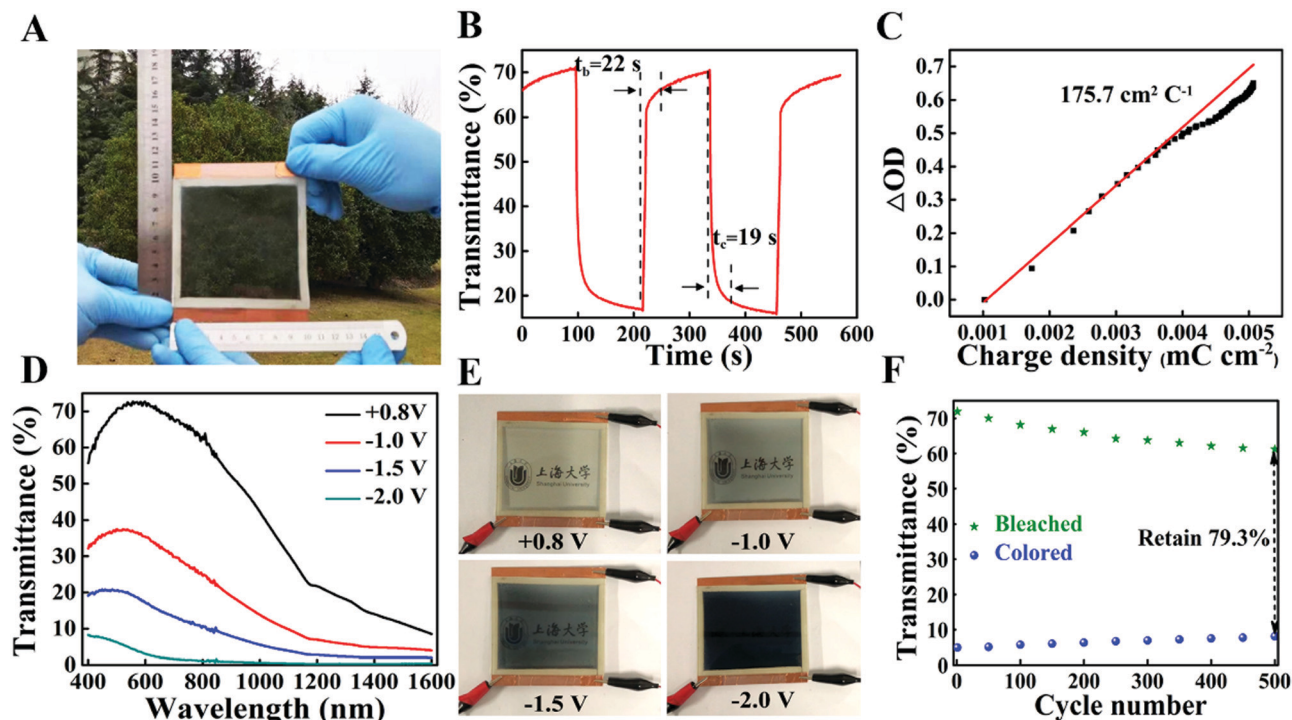 A
B
C
Transmittance (%)
70
60
50
40
30
20
0
100
200
300
400
500
600
Time (s)
t_b=22 s
t_c=19 s
△OD
0.7
0.6
0.5
0.4
0.3
0.2
0.1
0.0
175.7 cm² C⁻¹
0.001
0.002
0.003
0.004
0.005
Charge density (mC cm⁻²)
D
E
F
Transmittance (%)
70
60
50
40
30
20
10
0
+0.8V
-1.0 V
-1.5 V
-2.0 V
400
600
800
1000
1200
1400
1600
Wavelength (nm)
上海大学
Shanghai University
+0.8 V
上海大学
Shanghai University
-1.0 V
上海大学
Shanghai University
-1.5 V
-2.0 V
Transmittance (%)
70
60
50
40
30
20
10
0
Bleached
Colored
Retain 79.3%
0
100
200
300
400
500
Cycle number